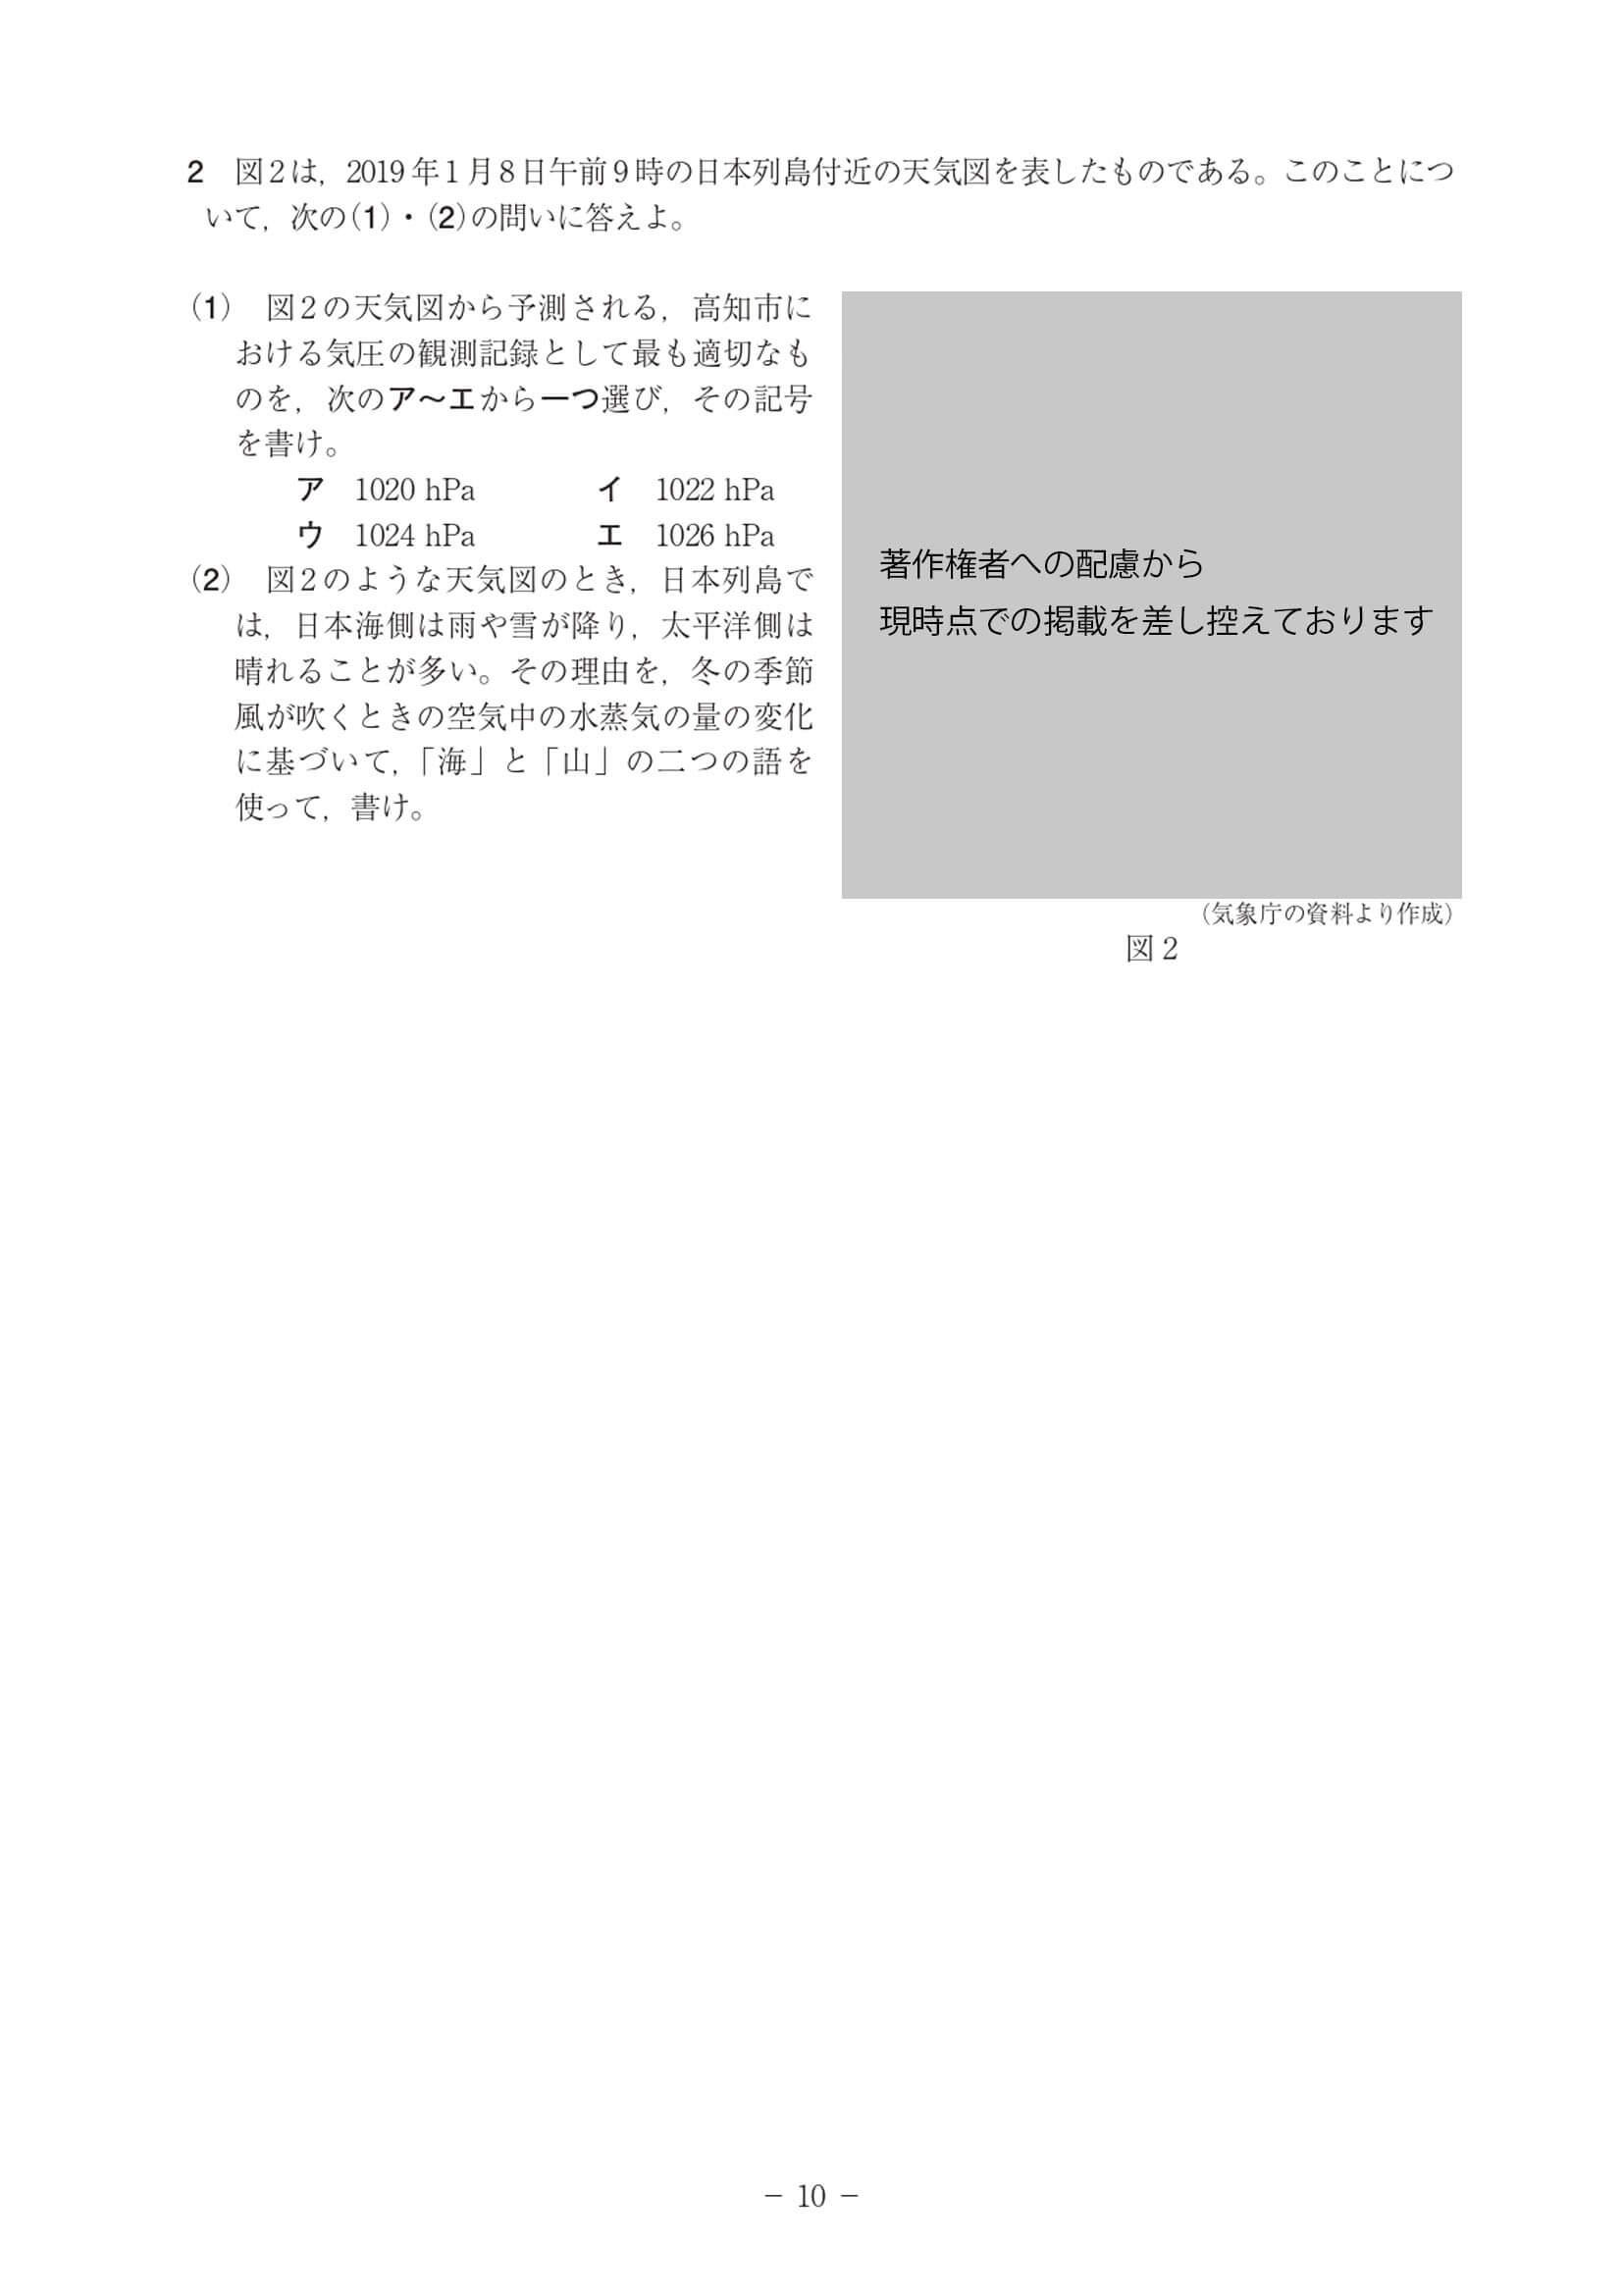 2 図2は，2019年1月8日午前9時の日本列島付近の天気図を表したものである。このことにつ
いて，次の(1)・(2)の問いに答えよ。
(1) 図2の天気図から予測される，高知市に
おける気圧の観測記録として最も適切なも
のを，次のア～エから一つ選び，その記号
を書け。
ア 1020 hPa イ 1022 hPa
ウ 1024 hPa エ 1026 hPa
(2) 図2のような天気図のとき，日本列島で
は，日本海側は雨や雪が降り，太平洋側は
晴れることが多い。その理由を，冬の季節
風が吹くときの空気中の水蒸気の量の変化
に基づいて，「海」と「山」の二つの語を
使って，書け。
著作権者への配慮から
現時点での掲載を差し控えております
(気象庁の資料より作成)
図2
− 10 −